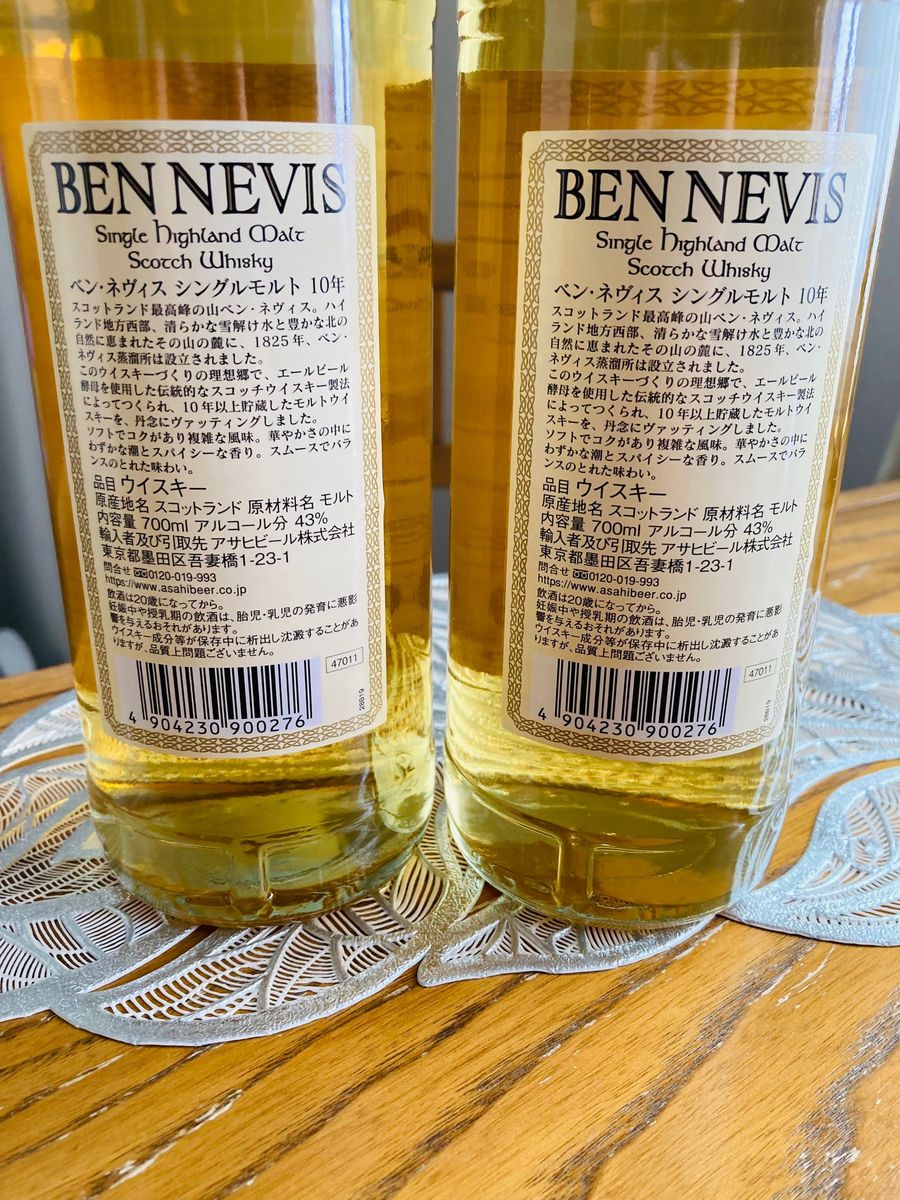 BEN NEVIS
Single Highland Malt
Scotch Whisky
ベン・ネヴィス シングルモルト 10年
スコットランド最高峰の山ベン・ネヴィス。ハイ
ランド地方西部、清らかな雪解け水と豊かな北の
自然に恵まれたその山の麓に、1825年、ベン・
ネヴィス蒸溜所は設立されました。
このウイスキーづくりの理想郷で、エールビール
酵母を使用した伝統的なスコッチウイスキー製法
によってつくられ、10年以上貯蔵したモルトウイ
スキーを、丹念にヴァッティングしました。
ソフトでコクがあり複雑な風味。華やかさの中に
わずかな潮とスパイシーな香り。スムースでバラ
ンスのとれた味わい。
品目 ウイスキー
原産地名 スコットランド 原材料名 モルト
内容量 700ml アルコール分 43%
輸入者及び引取先 アサヒビール株式会社
東京都墨田区吾妻橋1-23-1
問合せ 0120-019-993
https://www.asahibeer.co.jp
飲酒は20歳になってから。
妊娠中や授乳期の飲酒は、胎児・乳児の発育に悪影
響を与えるおそれがあります。
ウイスキー成分等が保存中に析出し沈澱することがあ
りますが、品質上問題ございません。
47011
28B19
4 904230 900276
BEN NEVIS
Single Highland Malt
Scotch Whisky
ベン・ネヴィス シングルモルト 10年
スコットランド最高峰の山ベン・ネヴィス。ハイ
ランド地方西部、清らかな雪解け水と豊かな北の
自然に恵まれたその山の麓に、1825年、ベン・
ネヴィス蒸溜所は設立されました。
このウイスキーづくりの理想郷で、エールビール
酵母を使用した伝統的なスコッチウイスキー製法
によってつくられ、10年以上貯蔵したモルトウイ
スキーを、丹念にヴァッティングしました。
ソフトでコクがあり複雑な風味。華やかさの中に
わずかな潮とスパイシーな香り。スムースでバラ
ンスのとれた味わい。
品目 ウイスキー
原産地名 スコットランド 原材料名 モルト
内容量 700ml アルコール分 43%
輸入者及び引取先 アサヒビール株式会社
東京都墨田区吾妻橋1-23-1
問合せ 0120-019-993
https://www.asahibeer.co.jp
飲酒は20歳になってから。
妊娠中や授乳期の飲酒は、胎児・乳児の発育に悪影
響を与えるおそれがあります。
ウイスキー成分等が保存中に析出し沈澱することがあ
りますが、品質上問題ございません。
47011
28B19
4 904230 900276